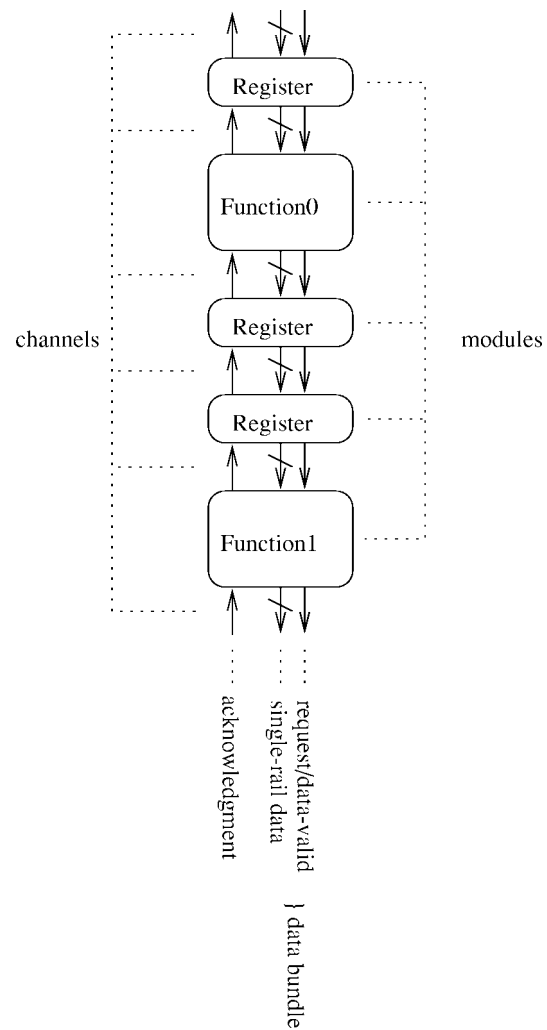 Register
Function0
Register
channels
modules
Register
Function1
acknowledgment
single-rail data
request/data-valid
} data bundle